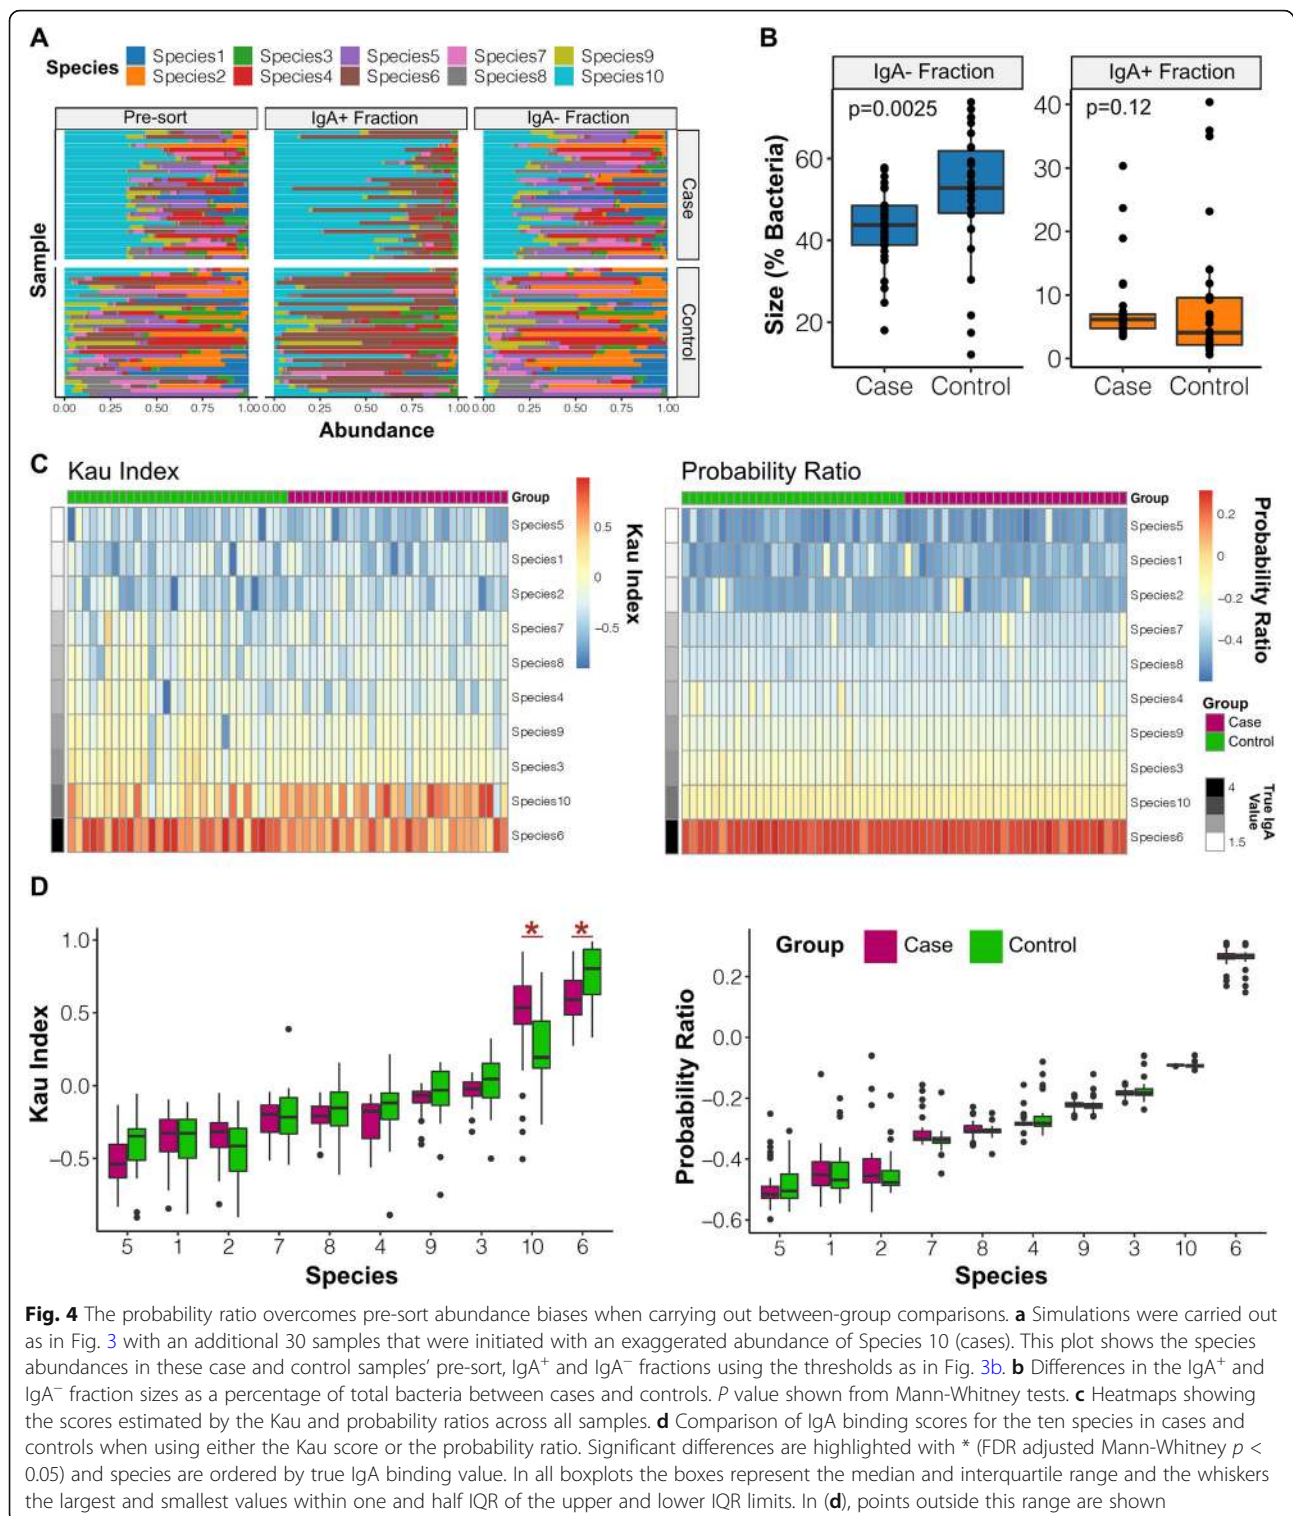 A
Species
Species1 Species3 Species5 Species7 Species9
Species2 Species4 Species6 Species8 Species10
Pre-sort IgA+ Fraction IgA- Fraction
Sample
Case
Control
0.00 0.25 0.50 0.75 1.00 0.00 0.25 0.50 0.75 1.00 0.00 0.25 0.50 0.75 1.00
Abundance
B
IgA- Fraction IgA+ Fraction
p=0.0025 p=0.12
Size (% Bacteria)
60
40
20
40
30
20
10
0
Case Control Case Control
C
Kau Index
Group
Species5
Species1
Species2
Species7
Species8
Species4
Species9
Species3
Species10
Species6
0.5
0
−0.5
Kau Index
Probability Ratio
Group
Species5
Species1
Species2
Species7
Species8
Species4
Species9
Species3
Species10
Species6
0.2
0
−0.2
−0.4
Probability Ratio
Group
Case
Control
4
1.5
True IgA
Value
D
Kau Index
1.0
0.5
0.0
−0.5
* *
5 1 2 7 8 4 9 3 10 6
Species
Group Case Control
Probability Ratio
0.2
0.0
−0.2
−0.4
−0.6
5 1 2 7 8 4 9 3 10 6
Species
Fig. 4 The probability ratio overcomes pre-sort abundance biases when carrying out between-group comparisons. a Simulations were carried out
as in Fig. 3 with an additional 30 samples that were initiated with an exaggerated abundance of Species 10 (cases). This plot shows the species
abundances in these case and control samples’ pre-sort, IgA⁺ and IgA⁻ fractions using the thresholds as in Fig. 3b. b Differences in the IgA⁺ and
IgA⁻ fraction sizes as a percentage of total bacteria between cases and controls. P value shown from Mann-Whitney tests. c Heatmaps showing
the scores estimated by the Kau and probability ratios across all samples. d Comparison of IgA binding scores for the ten species in cases and
controls when using either the Kau score or the probability ratio. Significant differences are highlighted with * (FDR adjusted Mann-Whitney p <
0.05) and species are ordered by true IgA binding value. In all boxplots the boxes represent the median and interquartile range and the whiskers
the largest and smallest values within one and half IQR of the upper and lower IQR limits. In (d), points outside this range are shown